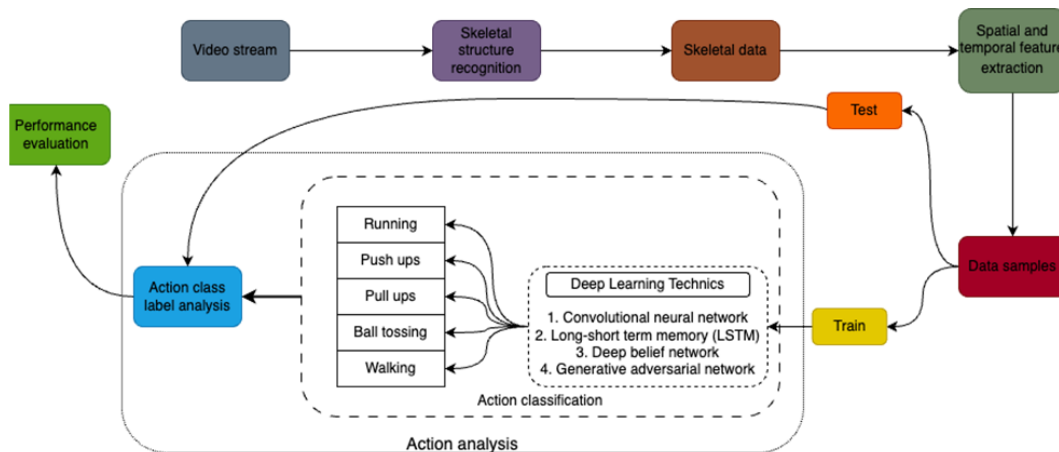 Video stream
Skeletal
structure
recognition
Skeletal data
Spatial and
temporal feature
extraction
Performance
evaluation
Test
Running
Push ups
Pull ups
Ball tossing
Walking
Action class
label analysis
Deep Learning Technics
1. Convolutional neural network
2. Long-short term memory (LSTM)
3. Deep belief network
4. Generative adversarial network
Train
Data samples
Action classification
Action analysis